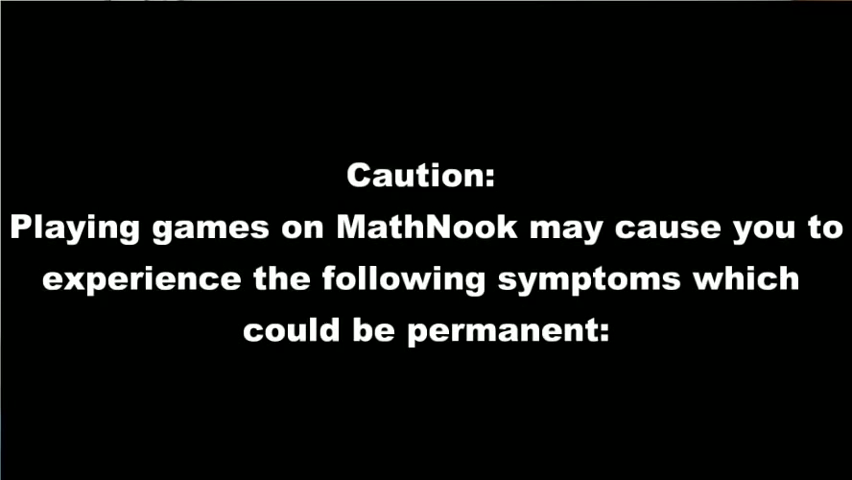 Caution:
Playing games on MathNook may cause you to
experience the following symptoms which
could be permanent: